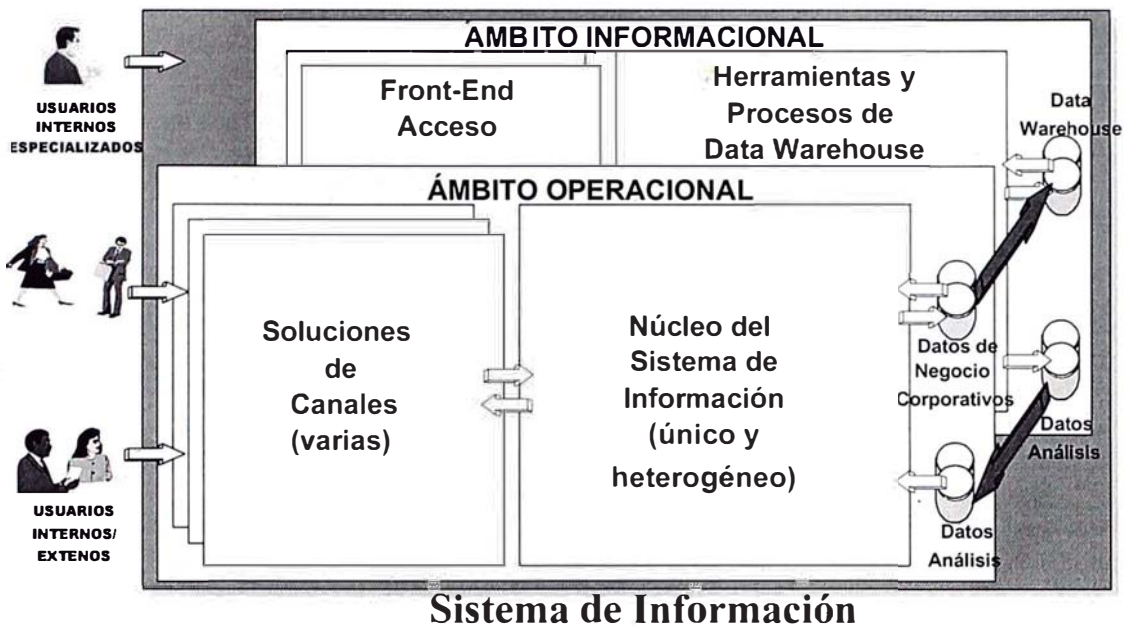 ÁMBITO INFORMACIONAL
Front-End
Acceso
Herramientas y
Procesos de
Data Warehouse
Data
Warehouse
USUARIOS
INTERNOS
ESPECIALIZADOS
ÁMBITO OPERACIONAL
Soluciones
de
Canales
(varias)
Núcleo del
Sistema de
Información
(único y
heterogéneo)
Datos de
Negocio
Corporativos
Datos
Análisis
Datos
Análisis
USUARIOS
INTERNOS/
EXTENOS
Sistema de Información